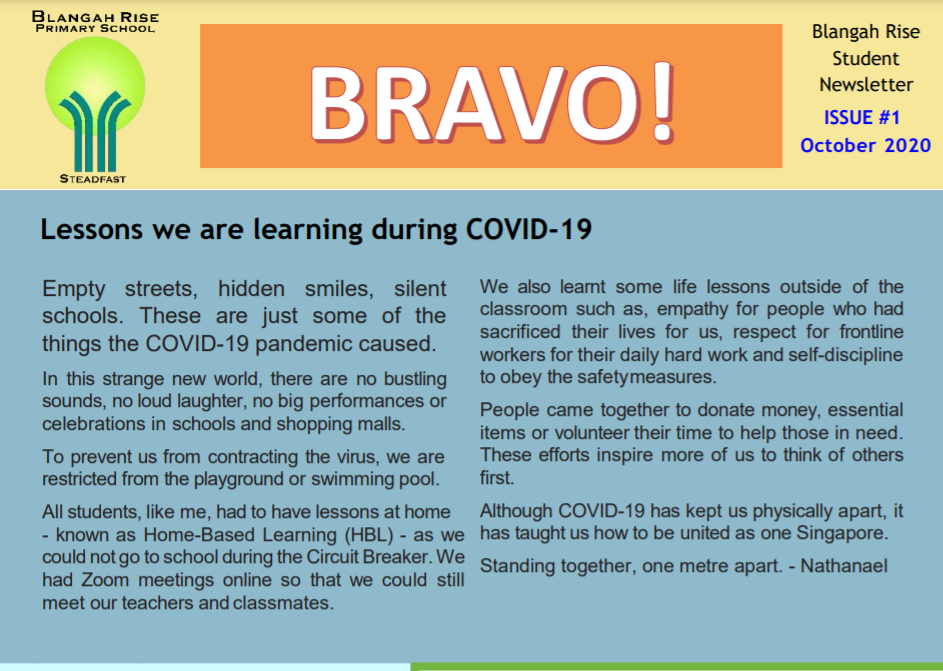 BLANGAH RISE
PRIMARY SCHOOL
STEADFAST
BRAVO!
Blangah Rise
Student
Newsletter
ISSUE #1
October 2020
Lessons we are learning during COVID-19
Empty streets, hidden smiles, silent
schools. These are just some of the
things the COVID-19 pandemic caused.
In this strange new world, there are no bustling
sounds, no loud laughter, no big performances or
celebrations in schools and shopping malls.
To prevent us from contracting the virus, we are
restricted from the playground or swimming pool.
All students, like me, had to have lessons at home
- known as Home-Based Learning (HBL) - as we
could not go to school during the Circuit Breaker. We
had Zoom meetings online so that we could still
meet our teachers and classmates.
We also learnt some life lessons outside of the
classroom such as, empathy for people who had
sacrificed their lives for us, respect for frontline
workers for their daily hard work and self-discipline
to obey the safetymeasures.
People came together to donate money, essential
items or volunteer their time to help those in need.
These efforts inspire more of us to think of others
first.
Although COVID-19 has kept us physically apart, it
has taught us how to be united as one Singapore.
Standing together, one metre apart. - Nathanael